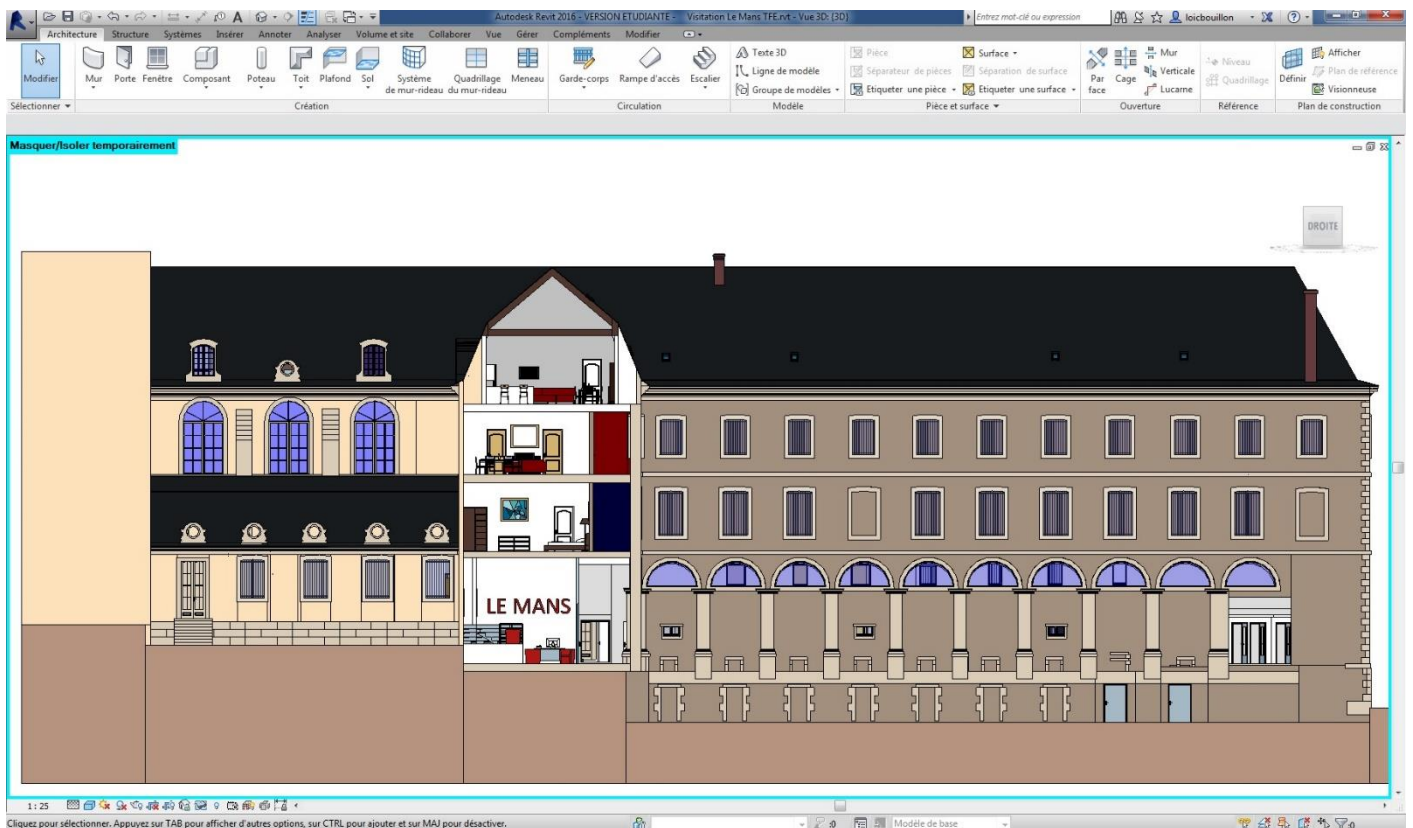 Autodesk Revit 2016 - VERSION ETUDIANTE - Visitation Le Mans TFE.rvt - Vue 3D: {3D}
Entrez mot-clé ou expression
loicbouillon
Architecture Structure Systèmes Insérer Annoter Analyser Volume et site Collaborer Vue Gérer Compléments Modifier
Modifier
Mur
Porte
Fenêtre
Composant
Poteau
Toit
Plafond
Sol
Système
de mur-rideau
Quadrillage
du mur-rideau
Meneau
Garde-corps
Rampe d'accès
Escalier
Texte 3D
Ligne de modèle
Groupe de modèles
Pièce
Séparateur de pièces
Etiqueter une pièce
Surface
Séparation de surface
Etiqueter une surface
Par
face
Cage
Mur
Verticale
Lucarne
Niveau
Quadrillage
Définir
Afficher
Plan de référence
Visionneuse
Sélectionner
Création
Circulation
Modèle
Pièce et surface
Ouverture
Référence
Plan de construction
Masquer/Isoler temporairement
DROITE
LE MANS
1 : 25
Cliquez pour sélectionner. Appuyez sur TAB pour afficher d'autres options, sur CTRL pour ajouter et sur MAJ pour désactiver.
:0
Modèle de base
:0